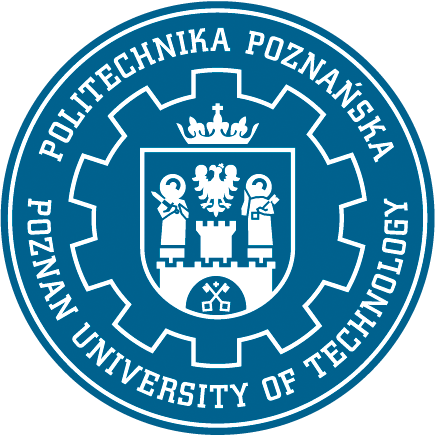 POLITECHNIKA POZNAŃSKA
POZNAN UNIVERSITY OF TECHNOLOGY